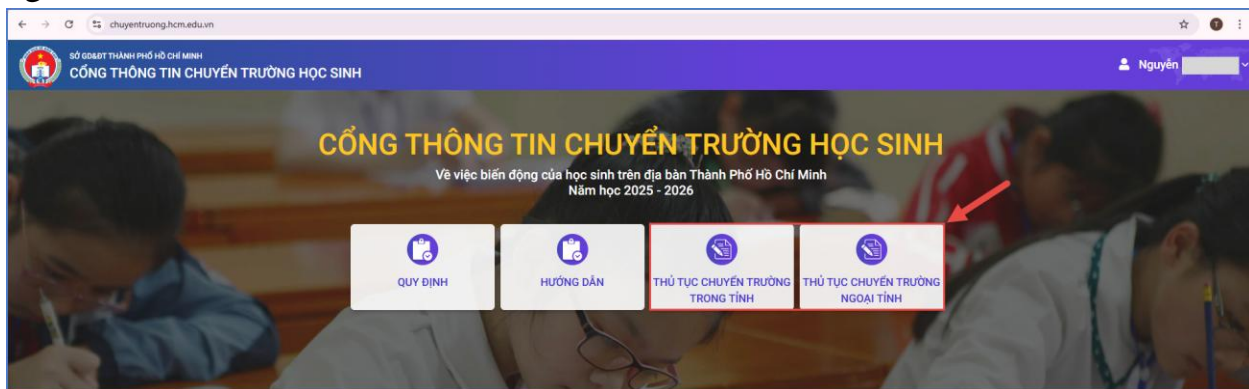 chuyentruong.hcm.edu.vn
T
SỞ GD&ĐT THÀNH PHỐ HỒ CHÍ MINH
CỔNG THÔNG TIN CHUYỂN TRƯỜNG HỌC SINH
Nguyễn
CỔNG THÔNG TIN CHUYỂN TRƯỜNG HỌC SINH
Về việc biến động của học sinh trên địa bàn Thành Phố Hồ Chí Minh
Năm học 2025 - 2026
QUY ĐỊNH
HƯỚNG DẪN
THỦ TỤC CHUYỂN TRƯỜNG
TRONG TỈNH
THỦ TỤC CHUYỂN TRƯỜNG
NGOẠI TỈNH